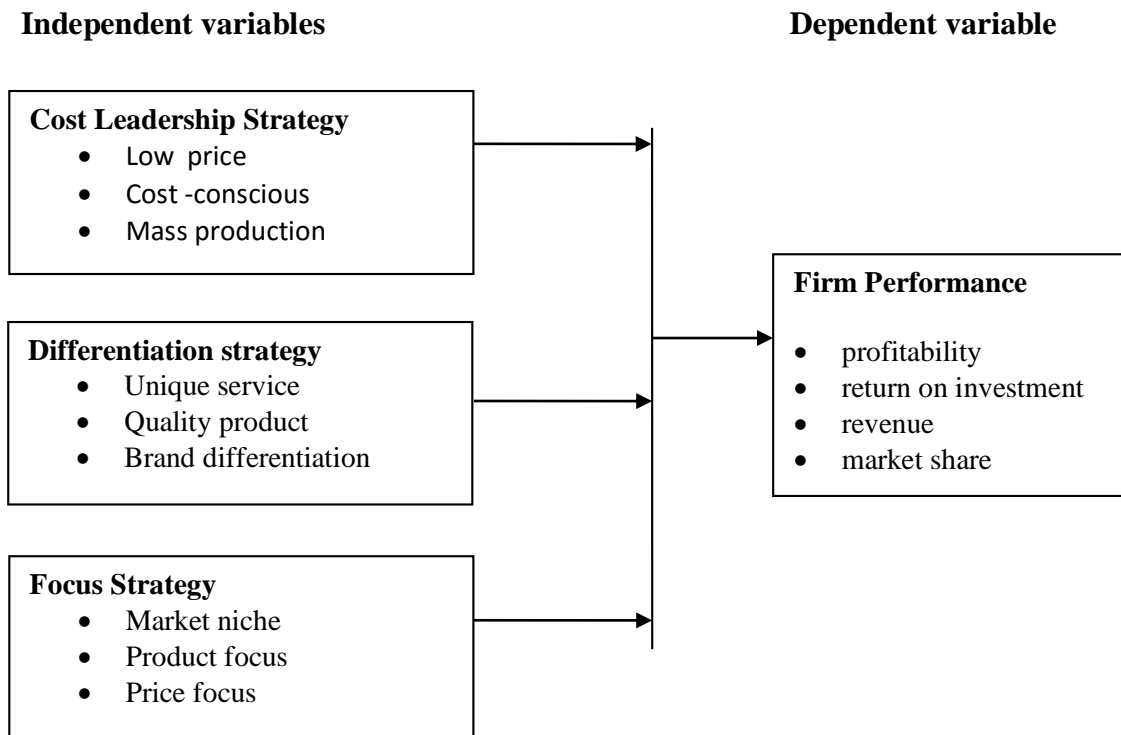 Independent variables
Dependent variable
Cost Leadership Strategy
• Low price
• Cost -conscious
• Mass production
Differentiation strategy
• Unique service
• Quality product
• Brand differentiation
Focus Strategy
• Market niche
• Product focus
• Price focus
Firm Performance
• profitability
• return on investment
• revenue
• market share